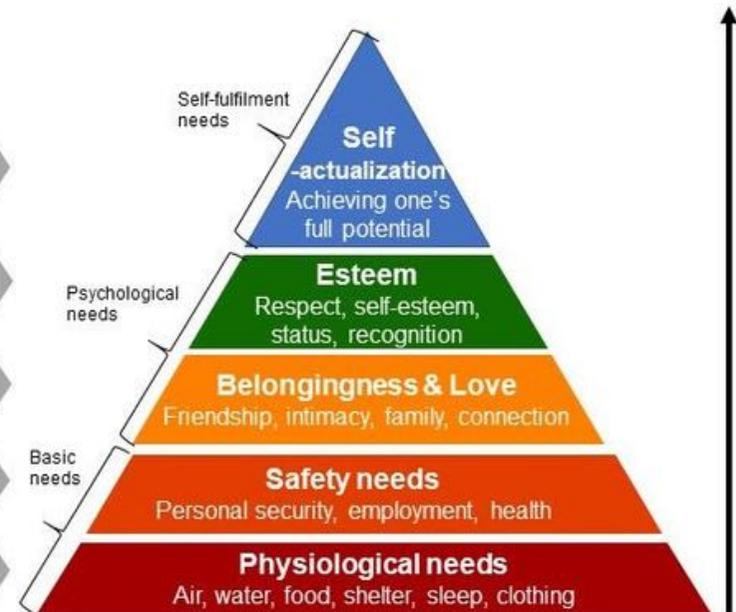 Self-fulfilment
needs
Self
-actualization
Achieving one's
full potential
Psychological
needs
Esteem
Respect, self-esteem,
status, recognition
Belongingness & Love
Friendship, intimacy, family, connection
Basic
needs
Safety needs
Personal security, employment, health
Physiological needs
Air, water, food, shelter, sleep, clothing